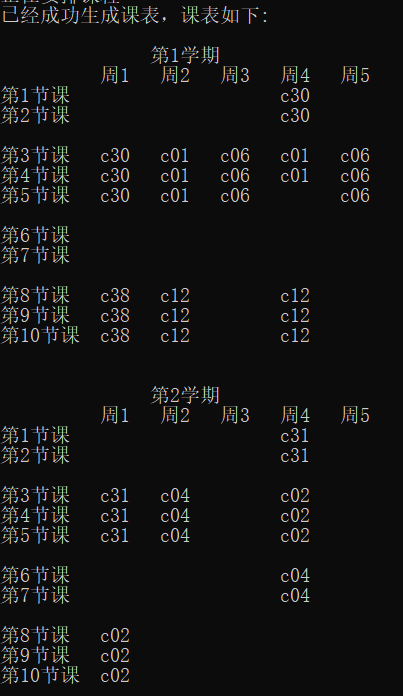 已经成功生成课表，课表如下:
第1学期
周1 周2 周3 周4 周5
第1节课 c30
第2节课 c30
第3节课 c30 c01 c06 c01 c06
第4节课 c30 c01 c06 c01 c06
第5节课 c30 c01 c06 c06
第6节课
第7节课
第8节课 c38 c12 c12
第9节课 c38 c12 c12
第10节课 c38 c12 c12
第2学期
周1 周2 周3 周4 周5
第1节课 c31
第2节课 c31
第3节课 c31 c04 c02
第4节课 c31 c04 c02
第5节课 c31 c04 c02
第6节课 c04
第7节课 c04
第8节课 c02
第9节课 c02
第10节课 c02